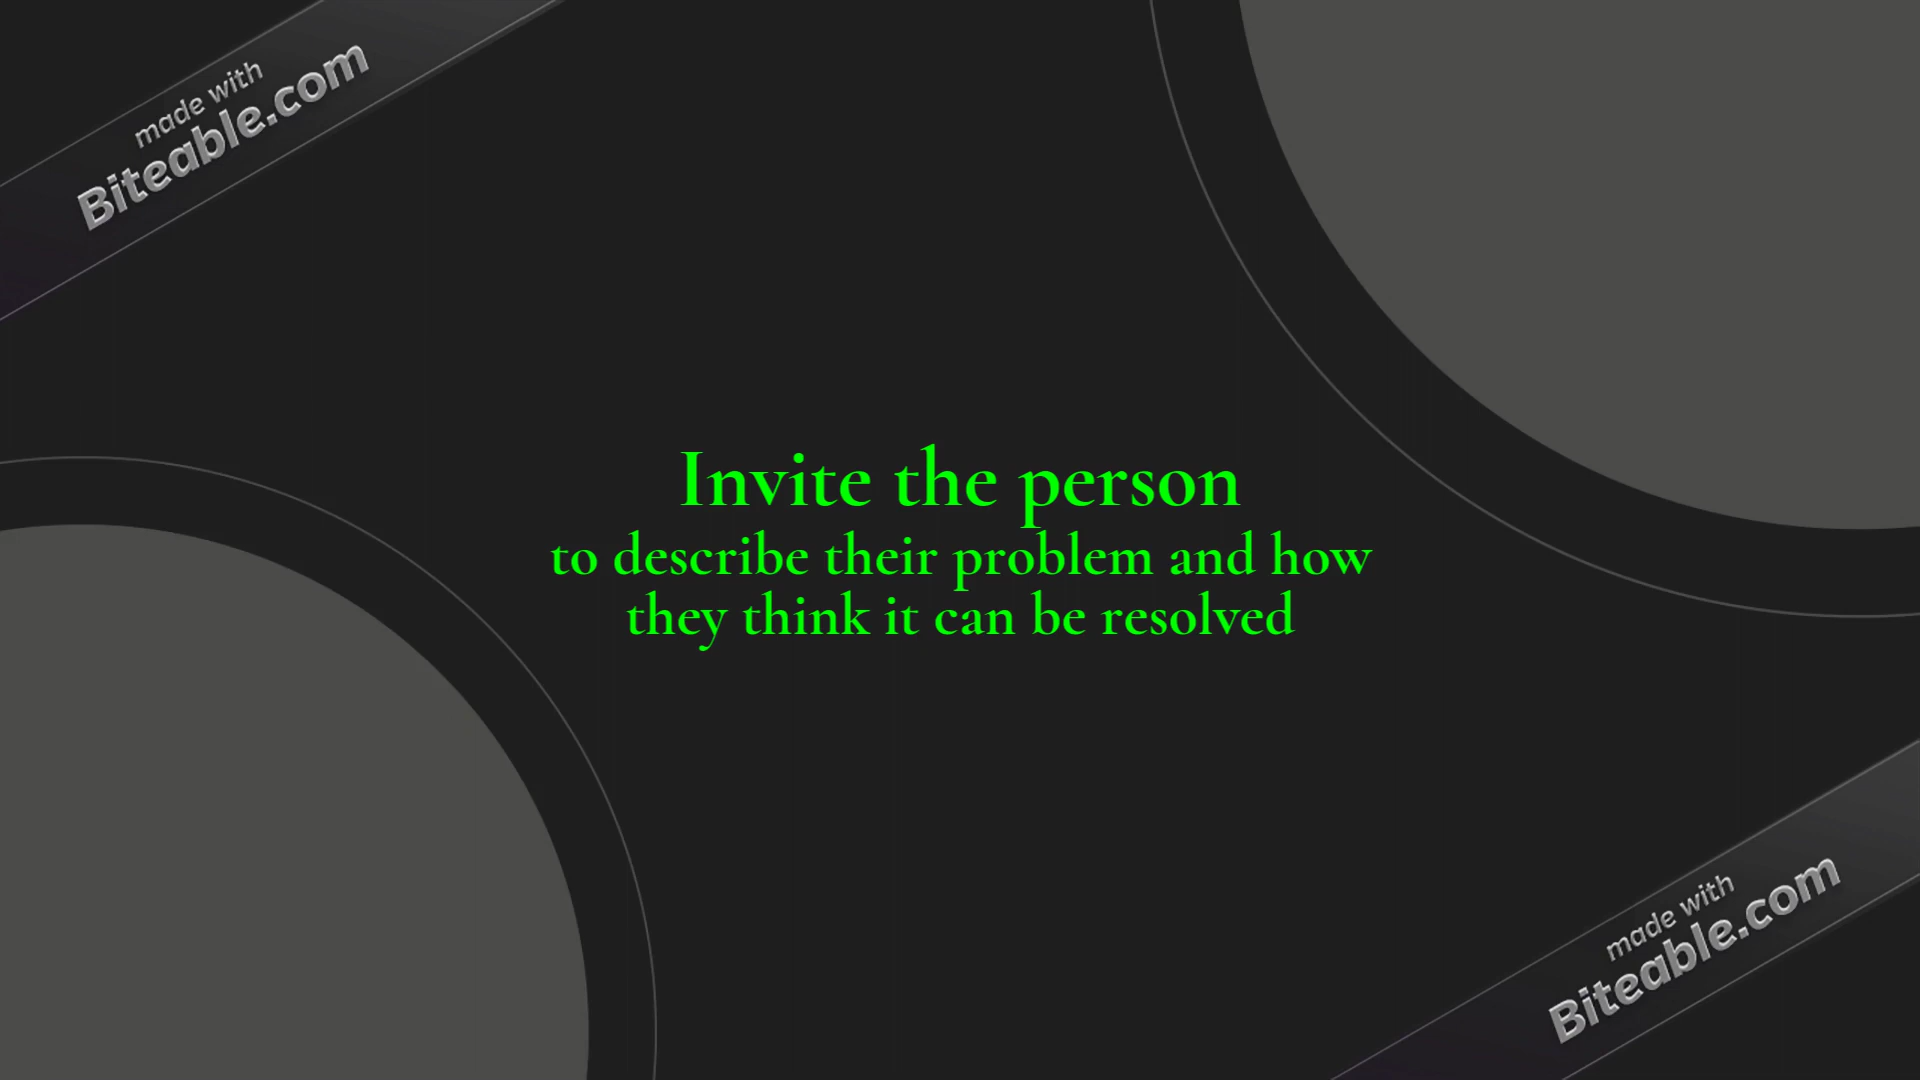 made with
Biteable.com
Invite the person
to describe their problem and how
they think it can be resolved
made with
Biteable.com